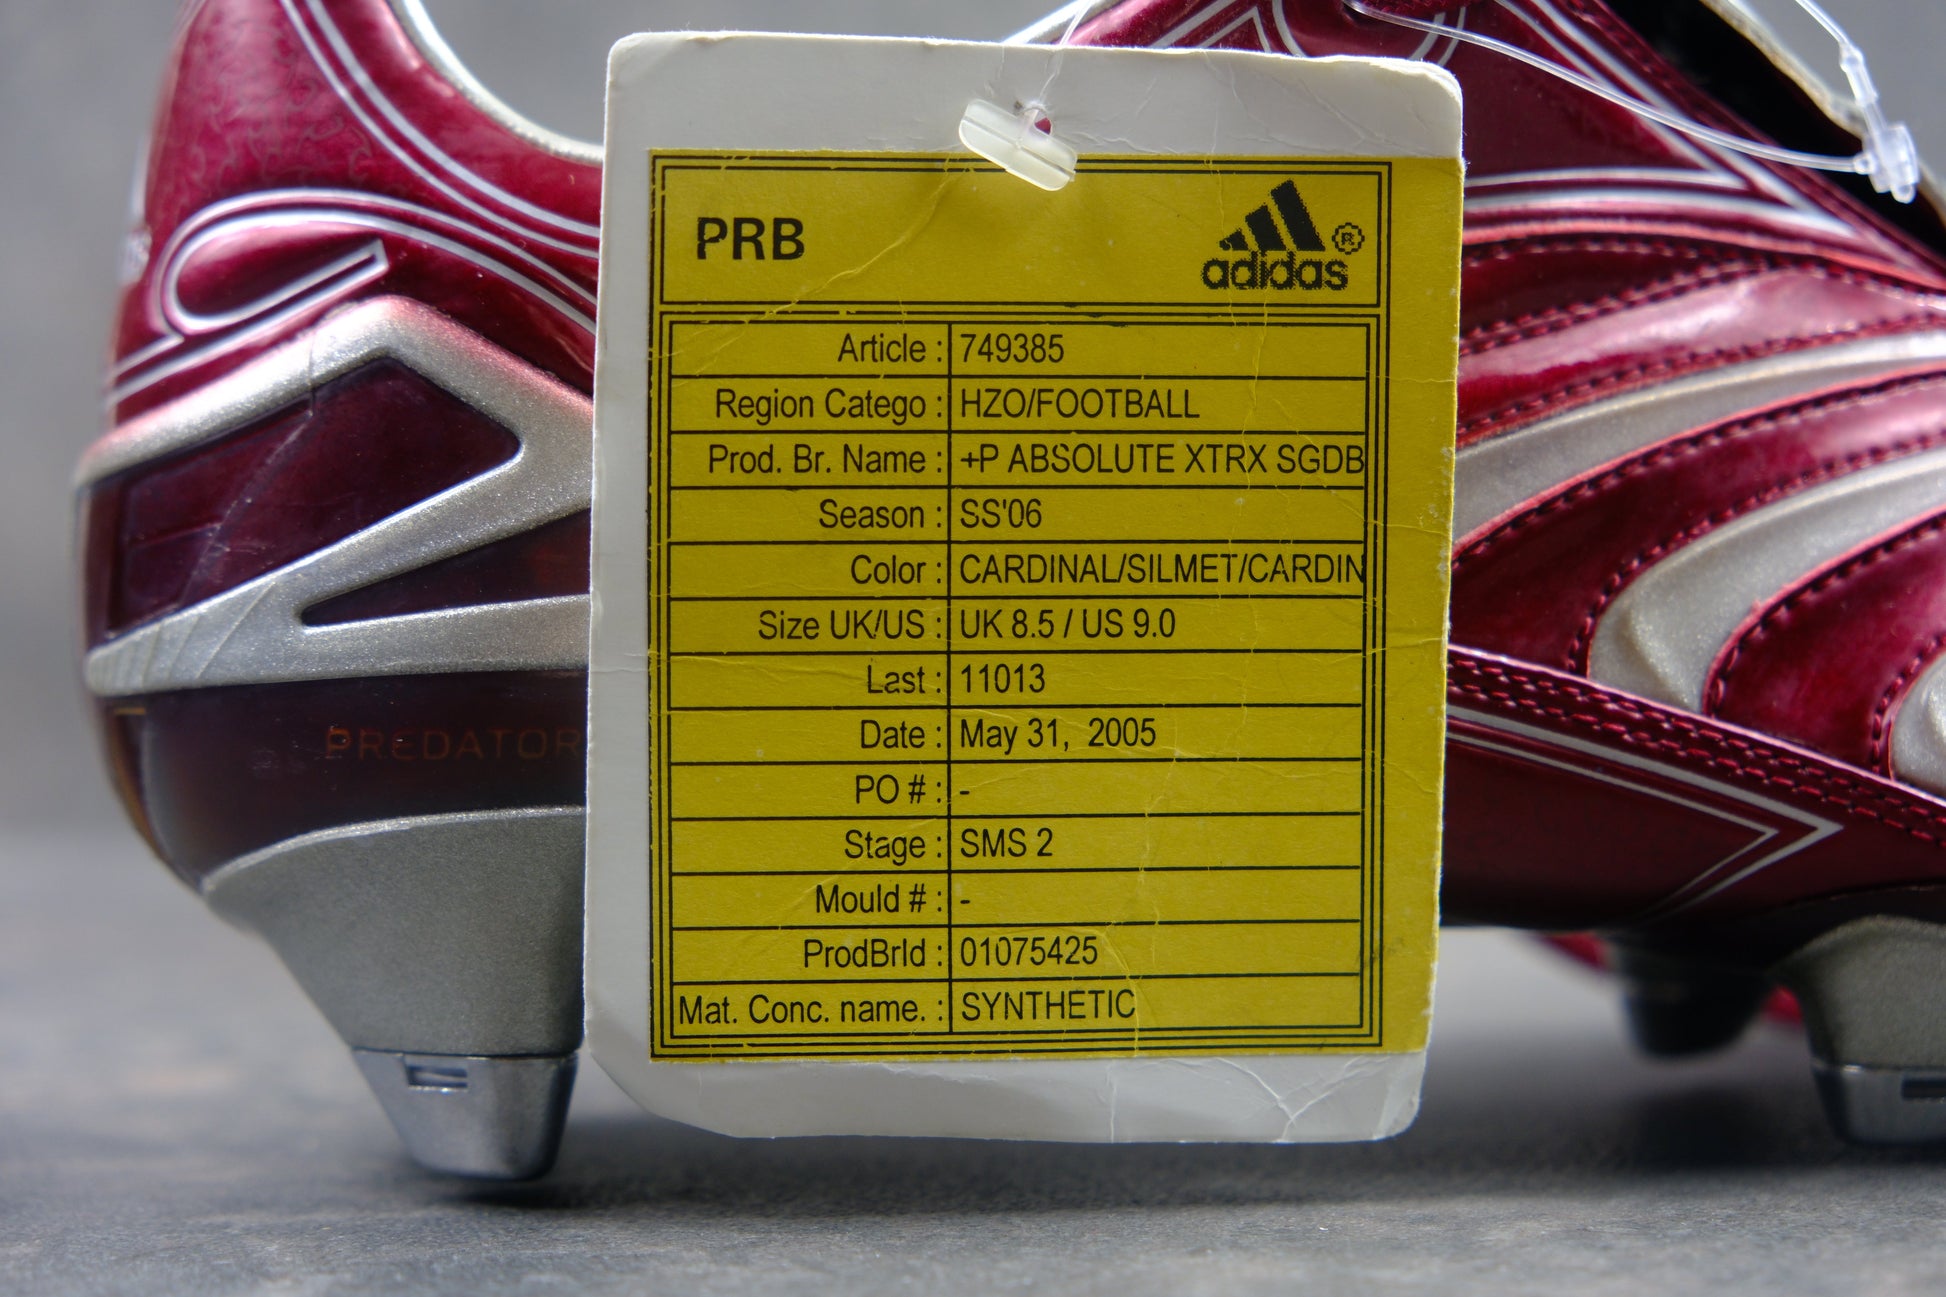 PRB
adidas ®
Article : 749385
Region Catego : HZO/FOOTBALL
Prod. Br. Name : +P ABSOLUTE XTRX SGDB
Season : SS'06
Color : CARDINAL/SILMET/CARDIN
Size UK/US : UK 8.5 / US 9.0
Last : 11013
Date : May 31, 2005
PO # : -
Stage : SMS 2
Mould # : -
ProdBrId : 01075425
Mat. Conc. name. : SYNTHETIC
PREDATOR